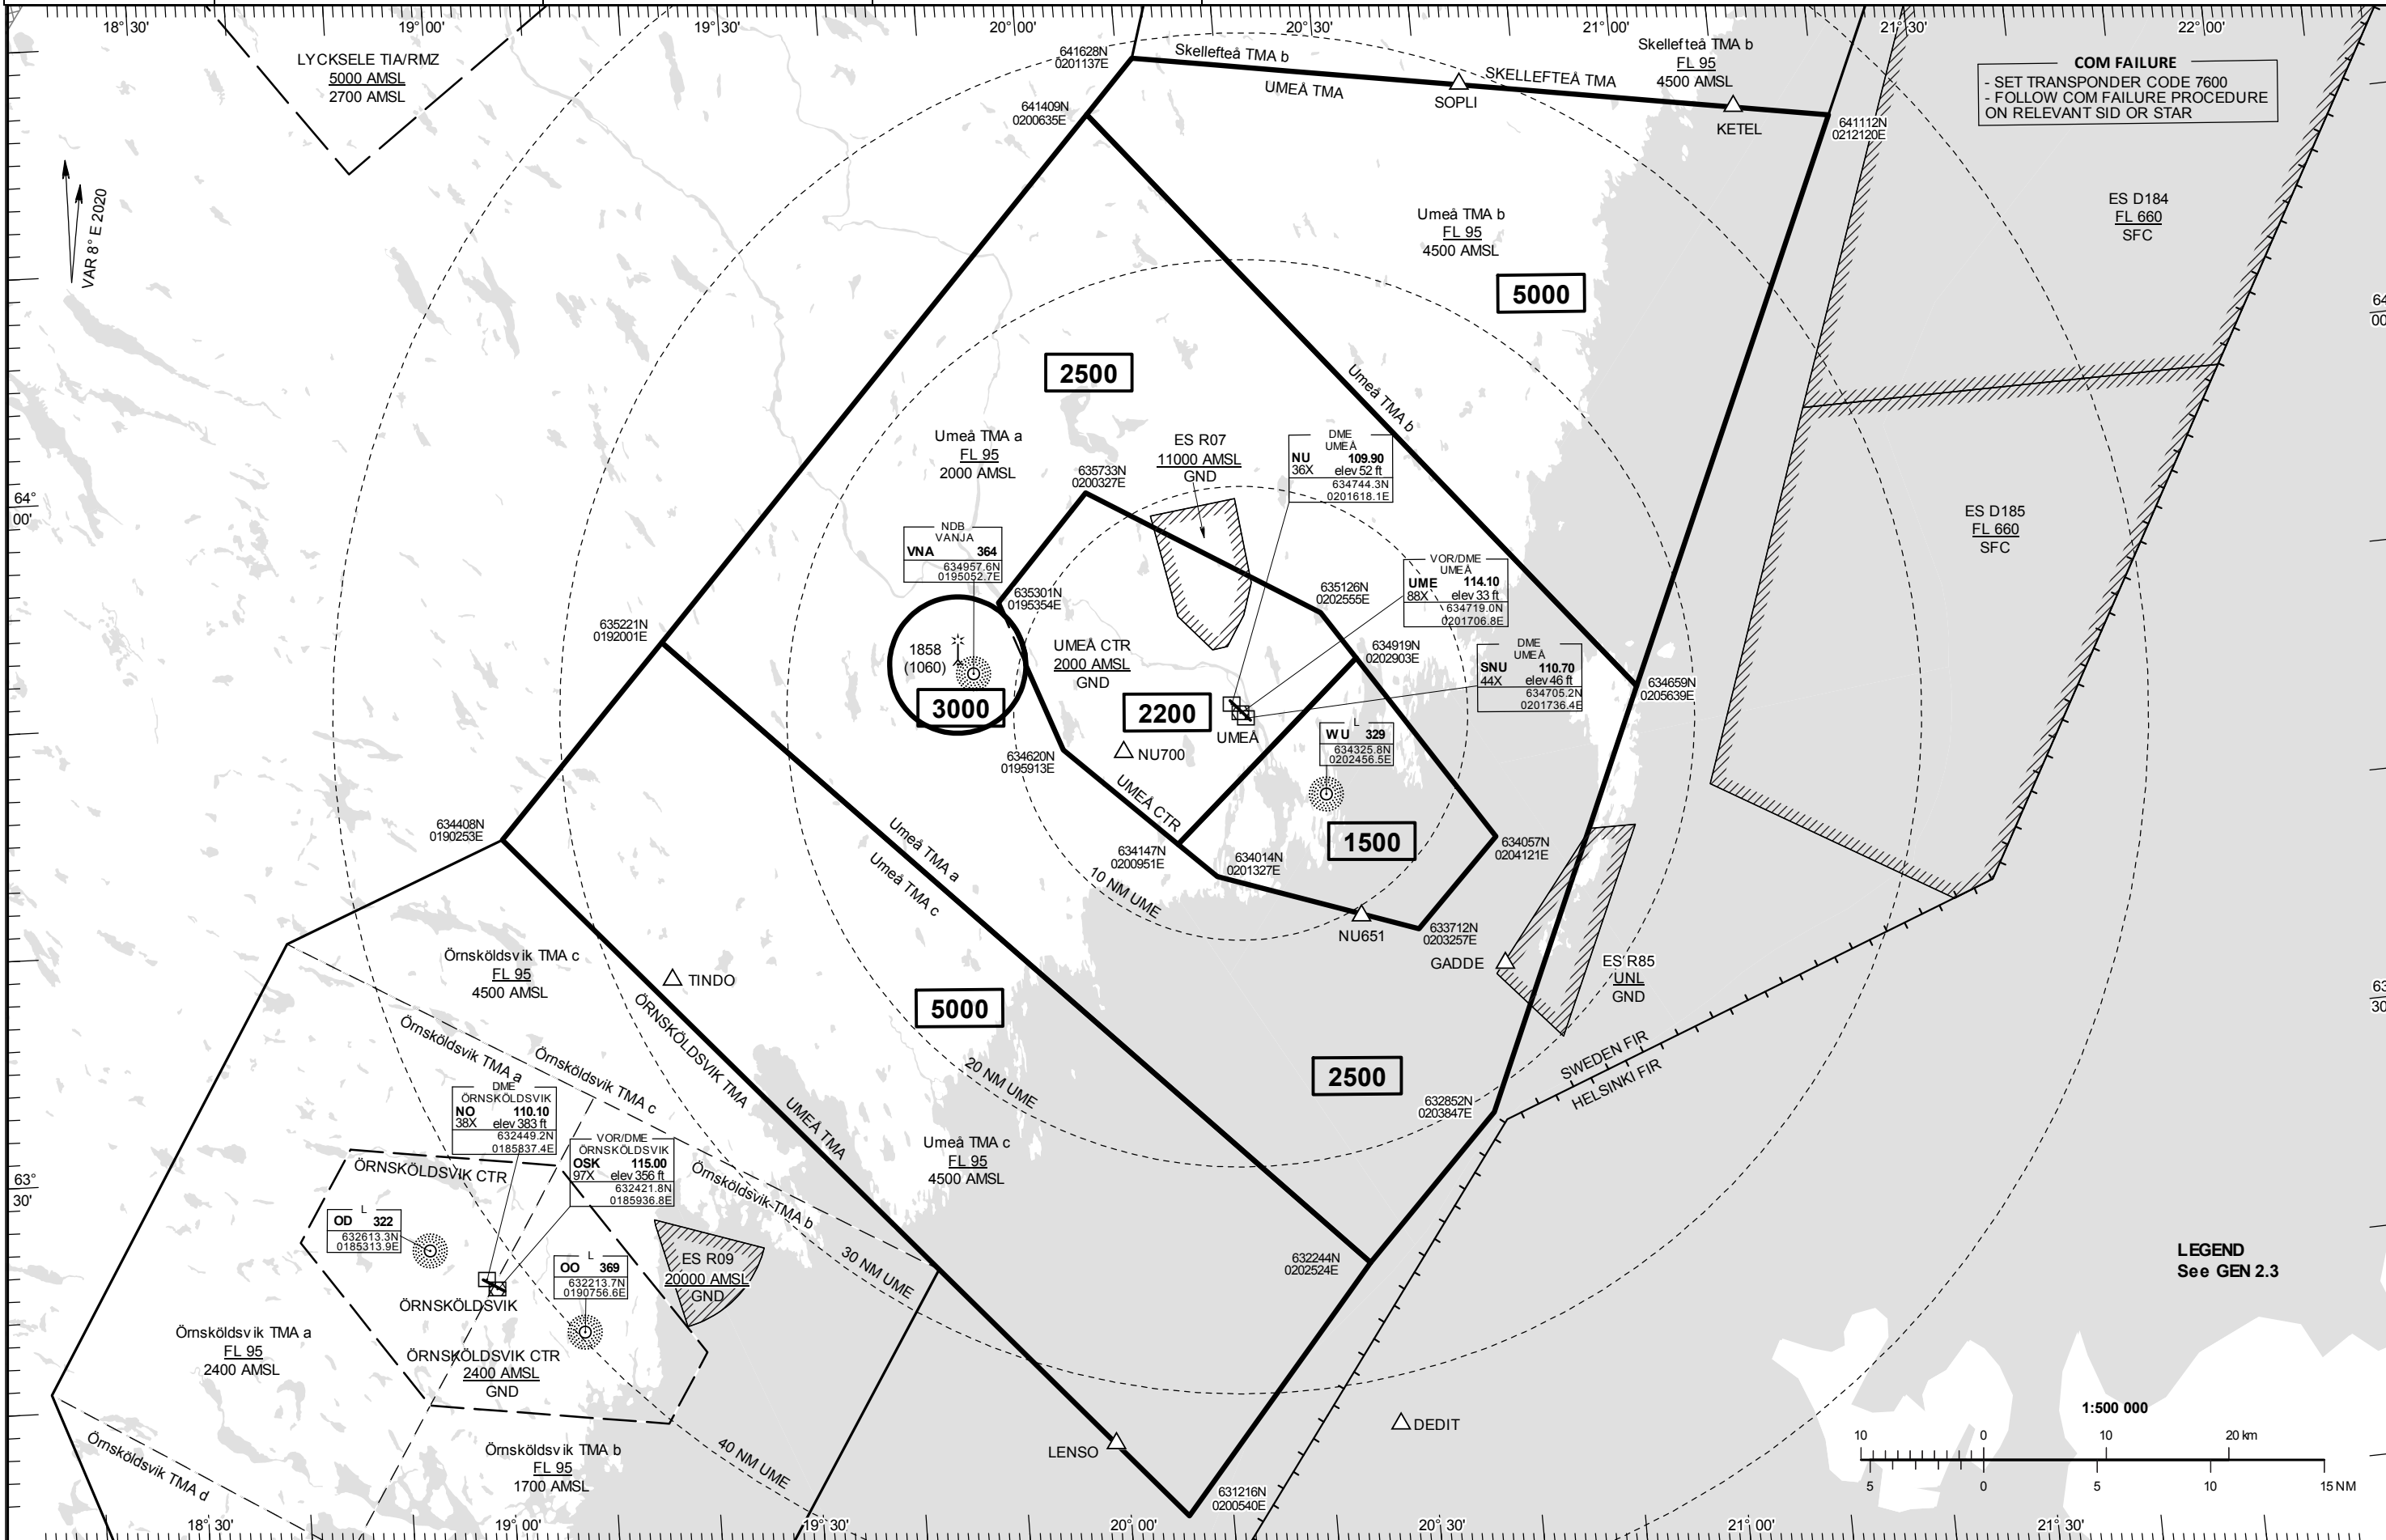 18° 30'
19° 00'
19° 30'
20° 00'
20° 30'
21° 00'
21° 30'
22° 00'
LYCKSELE TIA/RMZ
5000 AMSL
2700 AMSL
641628N
0201137E
Skellefteå TMA b
UMEÅ TMA
SOPLI
SKELLEFTEÅ TMA
Skellefteå TMA b
FL 95
4500 AMSL
KETEL
COM FAILURE
- SET TRANSPONDER CODE 7600
- FOLLOW COM FAILURE PROCEDURE
ON RELEVANT SID OR STAR
641409N
0200635E
641112N
0212120E
VAR 8° E 2020
Umeå TMA b
FL 95
4500 AMSL
5000
ES D184
FL 660
SFC
64
00'
2500
Umeå TMA b
Umeå TMA a
FL 95
2000 AMSL
ES R07
11000 AMSL
GND
DME
UMEÅ
NU 109.90
36X elev 52 ft
634744.3N
0201618.1E
635733N
0200327E
64°
00'
ES D185
FL 660
SFC
NDB
VANJA
VNA 364
634957.6N
0195052.7E
VOR/DME
UMEÅ
UME 114.10
88X elev 33 ft
634719.0N
0201706.8E
635301N
0195354E
635126N
0202555E
635221N
0192001E
1858
(1060)
3000
UMEÅ CTR
2000 AMSL
GND
634919N
0202903E
DME
UMEÅ
SNU 110.70
44X elev 46 ft
634705.2N
0201736.4E
634659N
0205639E
2200
UMEÅ
NU700
L
WU 329
634325.8N
0202456.5E
634620N
0195913E
UMEÅ CTR
634408N
0190253E
Umeå TMA a
Umeå TMA c
634147N
0200951E
634014N
0201327E
1500
634057N
0204121E
10 NM UME
NU651
633712N
0203257E
GADDE
ES R85
UNL
GND
Örnsköldsvik TMA c
FL 95
4500 AMSL
TINDO
63
30'
5000
ÖRNSKÖLDSVIK TMA
UMEÅ TMA
20 NM UME
2500
SWEDEN FIR
HELSINKI FIR
632852N
0203847E
Örnsköldsvik TMA a
Örnsköldsvik TMA c
DME
ÖRNSKÖLDSVIK
NO 110.10
38X elev 383 ft
632449.2N
0185837.4E
VOR/DME
ÖRNSKÖLDSVIK
OSK 115.00
97X elev 356 ft
632421.8N
0185936.8E
ÖRNSKÖLDSVIK CTR
Umeå TMA c
FL 95
4500 AMSL
Örnsköldsvik TMA b
63°
30'
L
OD 322
632613.3N
0185313.9E
L
OO 369
632213.7N
0190756.6E
ES R09
20000 AMSL
GND
30 NM UME
632244N
0202524E
LEGEND
See GEN 2.3
ÖRNSKÖLDSVIK
Örnsköldsvik TMA a
FL 95
2400 AMSL
ÖRNSKÖLDSVIK CTR
2400 AMSL
GND
Örnsköldsvik TMA d
Örnsköldsvik TMA b
FL 95
1700 AMSL
40 NM UME
LENSO
DEDIT
631216N
0200540E
1:500 000
10 0 10 20 km
5 0 5 10 15 NM
18° 30'
19° 00'
19° 30'
20° 00'
20° 30'
21° 00'
21° 30'